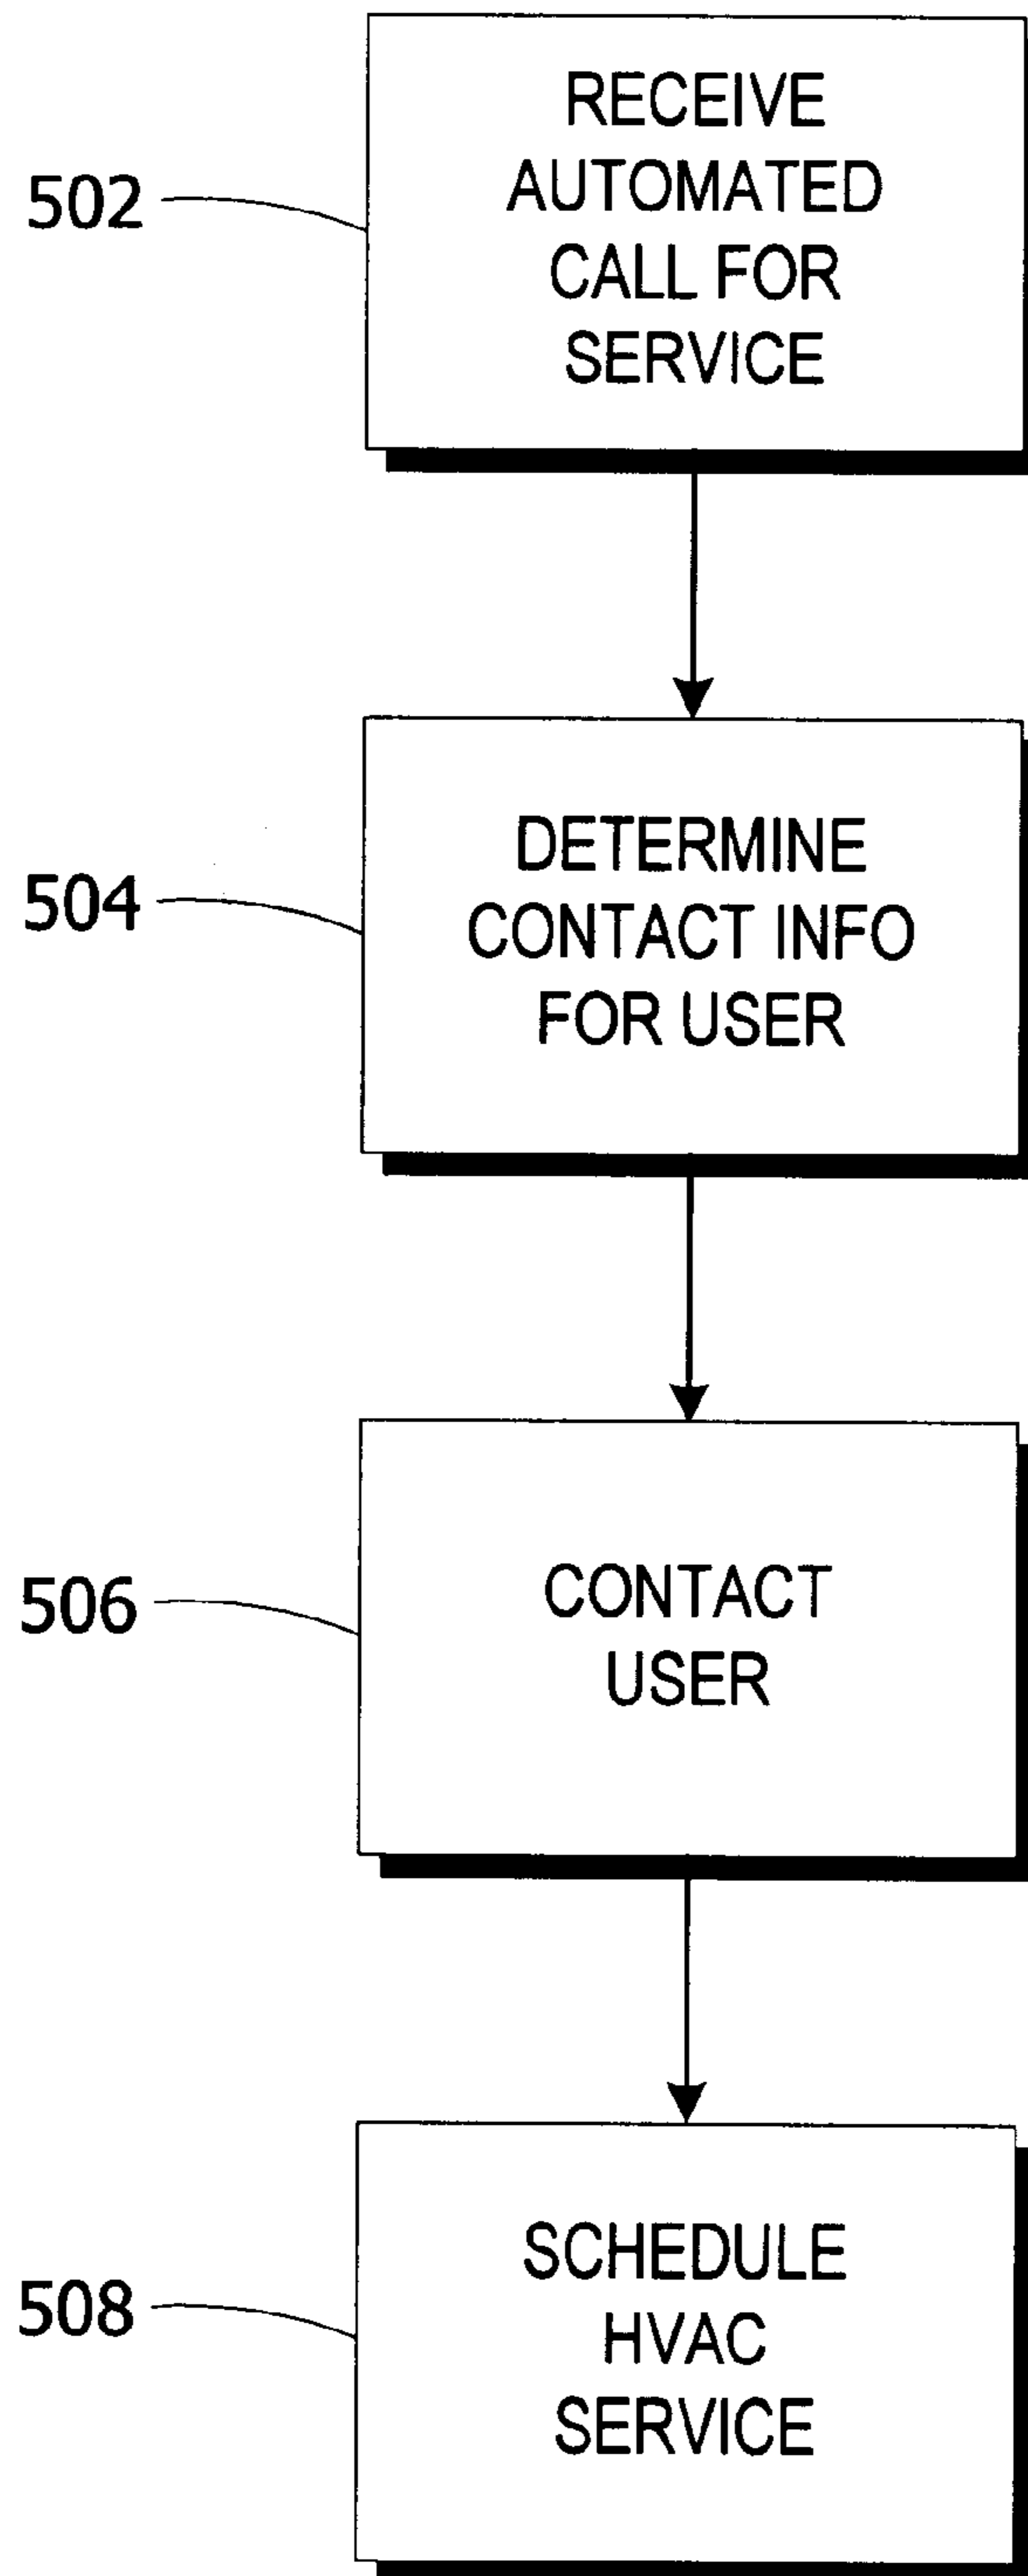 502
RECEIVE
AUTOMATED
CALL FOR
SERVICE
504
DETERMINE
CONTACT INFO
FOR USER
506
CONTACT
USER
508
SCHEDULE
HVAC
SERVICE